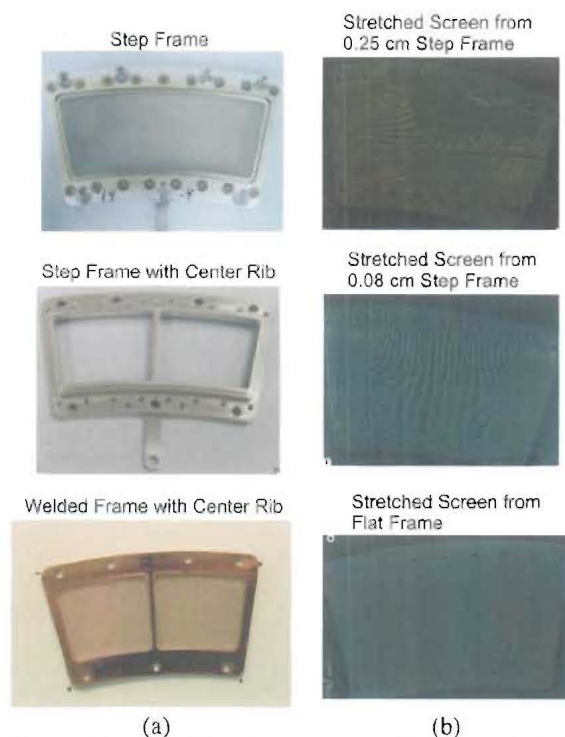 Step Frame
Stretched Screen from
0.25 cm Step Frame
Step Frame with Center Rib
Stretched Screen from
0.08 cm Step Frame
Welded Frame with Center Rib
Stretched Screen from
Flat Frame
(a)
(b)